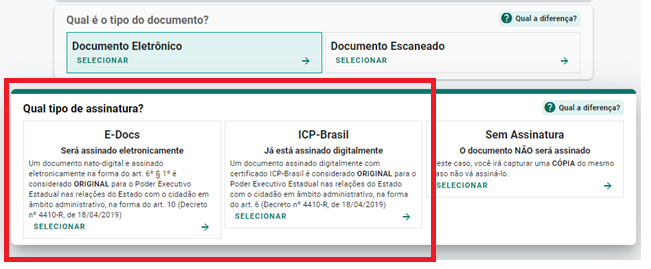 Qual é o tipo do documento?
Qual a diferença?
Documento Eletrônico
SELECIONAR
Documento Escaneado
SELECIONAR
Qual tipo de assinatura?
Qual a diferença?
E-Docs
Será assinado eletronicamente
Um documento nato-digital e assinado
eletronicamente na forma do art. 6º § 1º é
considerado ORIGINAL para o Poder Executivo
Estadual nas relações do Estado com o cidadão em
âmbito administrativo, na forma do art. 10 (Decreto
nº 4410-R, de 18/04/2019)
SELECIONAR
ICP-Brasil
Já está assinado digitalmente
Um documento assinado digitalmente com
certificado ICP-Brasil é considerado ORIGINAL para o
Poder Executivo Estadual nas relações do Estado
com o cidadão em âmbito administrativo, na forma
do art. 6 (Decreto nº 4410-R, de 18/04/2019)
SELECIONAR
Sem Assinatura
O documento NÃO será assinado
este caso, você irá capturar uma CÓPIA do mesmo
aso não vá assiná-lo.
SELECIONAR